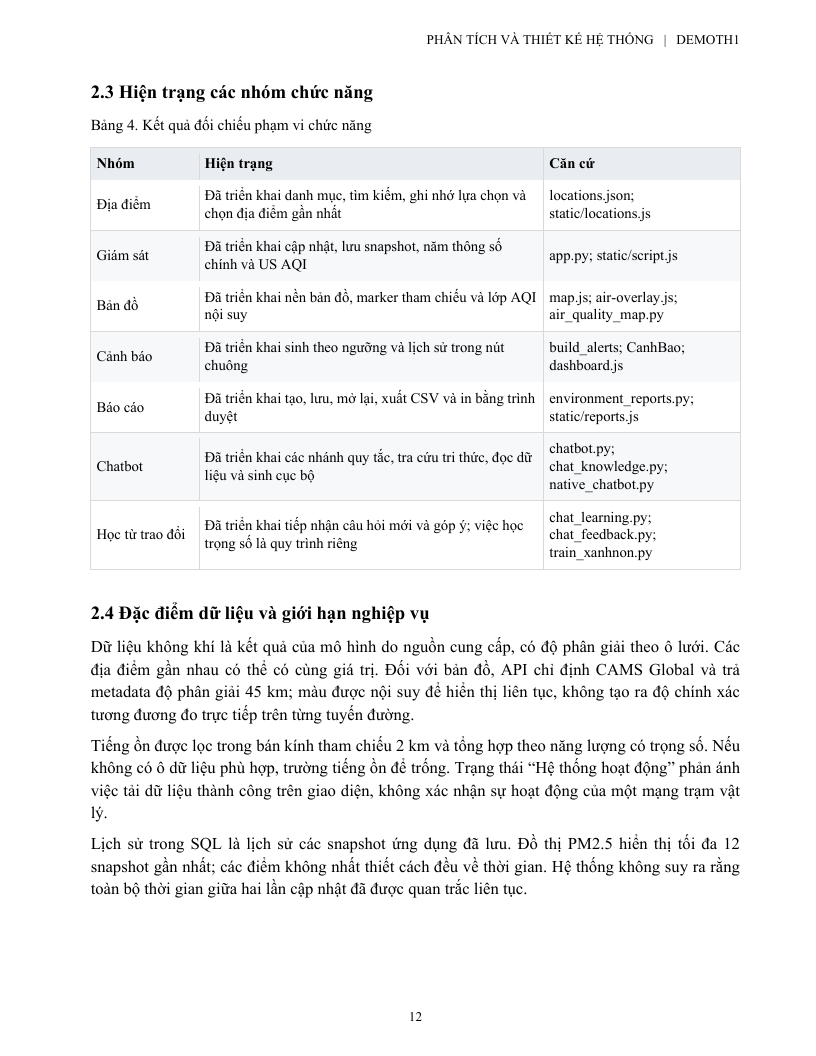 PHÂN TÍCH VÀ THIẾT KẾ HỆ THỐNG | DEMOTH1
2.3 Hiện trạng các nhóm chức năng
Bảng 4. Kết quả đối chiếu phạm vi chức năng
Nhóm Hiện trạng Căn cứ
Địa điểm Đã triển khai danh mục, tìm kiếm, ghi nhớ lựa chọn và locations.json;
chọn địa điểm gần nhất static/locations.js
Giám sát Đã triển khai cập nhật, lưu snapshot, năm thông số app.py; static/script.js
chính và US AQI
Bản đồ Đã triển khai nền bản đồ, marker tham chiếu và lớp AQI map.js; air-overlay.js;
nội suy air_quality_map.py
Cảnh báo Đã triển khai sinh theo ngưỡng và lịch sử trong nút build_alerts; CanhBao;
chuông dashboard.js
Báo cáo Đã triển khai tạo, lưu, mở lại, xuất CSV và in bằng trình environment_reports.py;
duyệt static/reports.js
Chatbot Đã triển khai các nhánh quy tắc, tra cứu tri thức, đọc dữ chatbot.py;
liệu và sinh cục bộ chat_knowledge.py;
native_chatbot.py
Học từ trao đổi Đã triển khai tiếp nhận câu hỏi mới và góp ý; việc học chat_learning.py;
trọng số là quy trình riêng chat_feedback.py;
train_xanhnon.py
2.4 Đặc điểm dữ liệu và giới hạn nghiệp vụ
Dữ liệu không khí là kết quả của mô hình do nguồn cung cấp, có độ phân giải theo ô lưới. Các
địa điểm gần nhau có thể có cùng giá trị. Đối với bản đồ, API chỉ định CAMS Global và trả
metadata độ phân giải 45 km; màu được nội suy để hiển thị liên tục, không tạo ra độ chính xác
tương đương đo trực tiếp trên từng tuyến đường.
Tiếng ồn được lọc trong bán kính tham chiếu 2 km và tổng hợp theo năng lượng có trọng số. Nếu
không có ô dữ liệu phù hợp, trường tiếng ồn để trống. Trạng thái “Hệ thống hoạt động” phản ánh
việc tải dữ liệu thành công trên giao diện, không xác nhận sự hoạt động của một mạng trạm vật
lý.
Lịch sử trong SQL là lịch sử các snapshot ứng dụng đã lưu. Đồ thị PM2.5 hiển thị tối đa 12
snapshot gần nhất; các điểm không nhất thiết cách đều về thời gian. Hệ thống không suy ra rằng
toàn bộ thời gian giữa hai lần cập nhật đã được quan trắc liên tục.
12